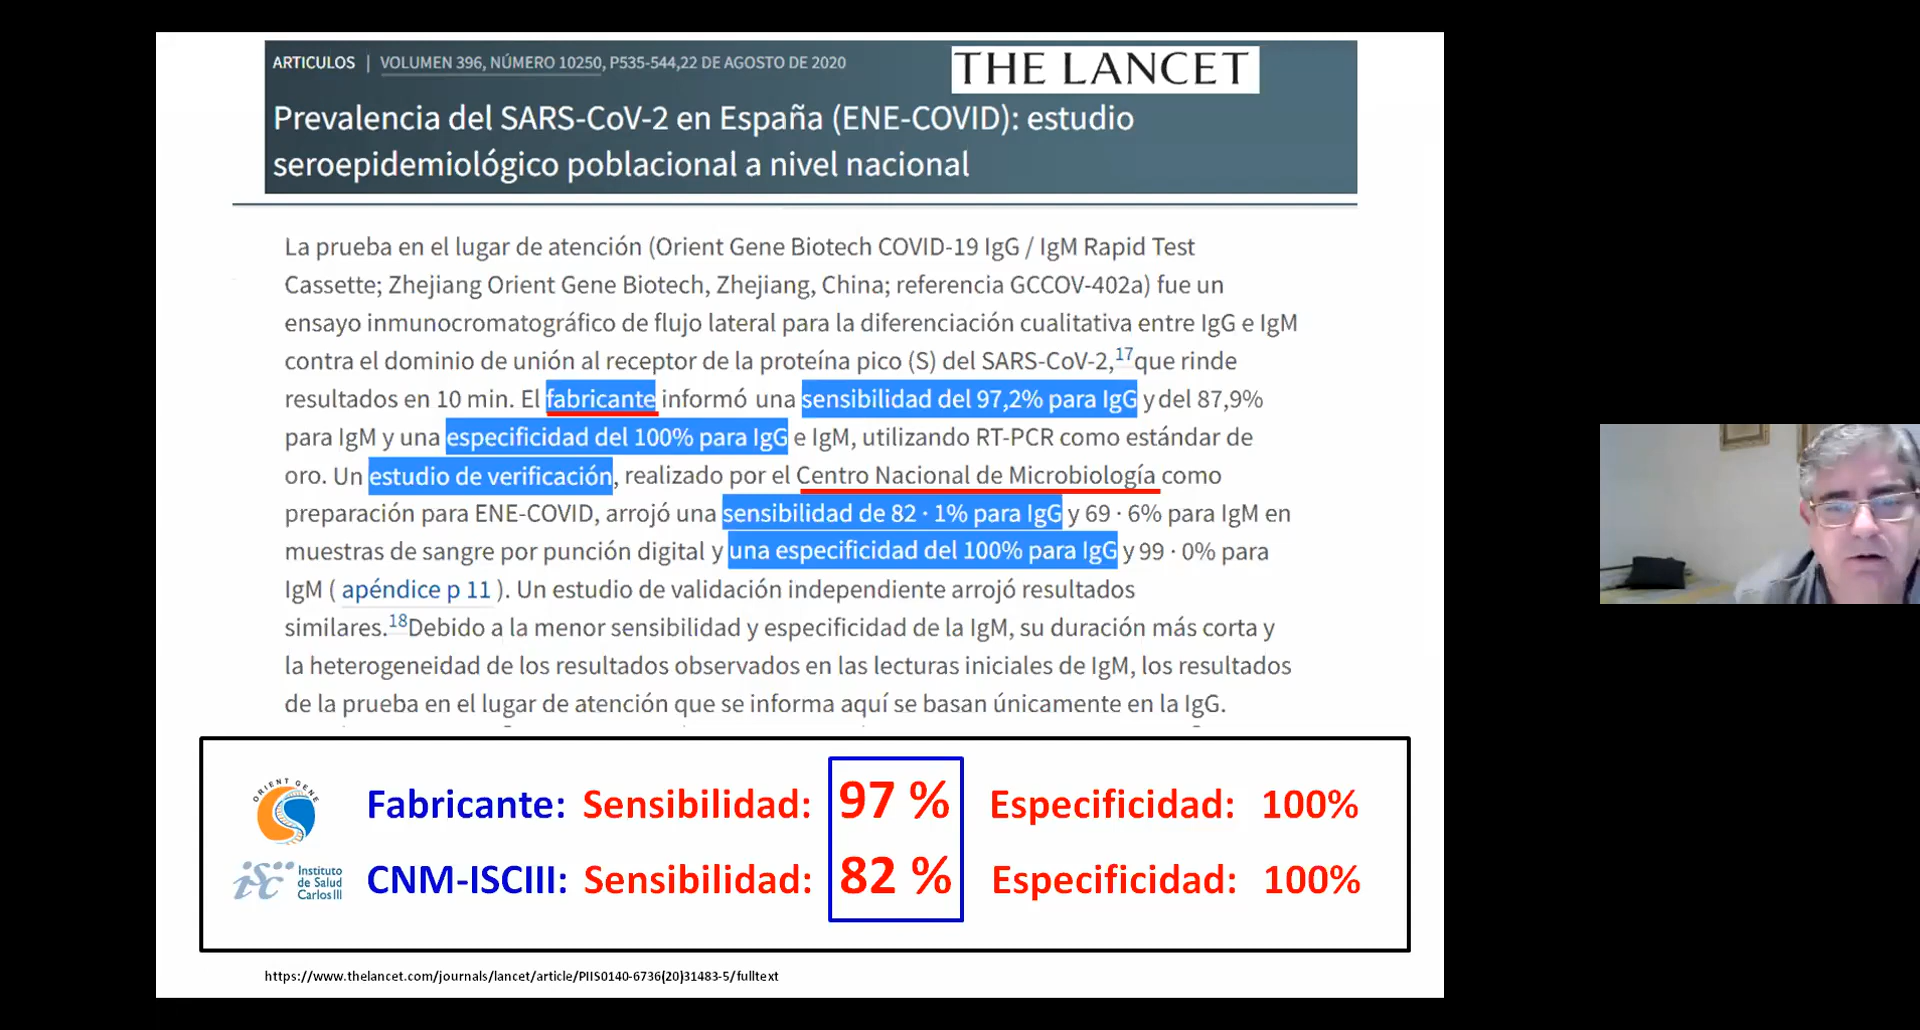 ARTICULOS | VOLUMEN 396, NÚMERO 10250, P535-544,22 DE AGOSTO DE 2020
THE LANCET
Prevalencia del SARS-CoV-2 en España (ENE-COVID): estudio
seroepidemiológico poblacional a nivel nacional
La prueba en el lugar de atención (Orient Gene Biotech COVID-19 IgG / IgM Rapid Test
Cassette; Zhejiang Orient Gene Biotech, Zhejiang, China; referencia GCCOV-402a) fue un
ensayo inmunocromatográfico de flujo lateral para la diferenciación cualitativa entre IgG e IgM
contra el dominio de unión al receptor de la proteína pico (S) del SARS-CoV-2,17que rinde
resultados en 10 min. El fabricante informó una sensibilidad del 97,2% para IgG y del 87,9%
para IgM y una especificidad del 100% para IgG e IgM, utilizando RT-PCR como estándar de
oro. Un estudio de verificación, realizado por el Centro Nacional de Microbiología como
preparación para ENE-COVID, arrojó una sensibilidad de 82 · 1% para IgG y 69 · 6% para IgM en
muestras de sangre por punción digital y una especificidad del 100% para IgG y 99 · 0% para
IgM ( apéndice p 11 ). Un estudio de validación independiente arrojó resultados
similares.18Debido a la menor sensibilidad y especificidad de la IgM, su duración más corta y
la heterogeneidad de los resultados observados en las lecturas iniciales de IgM, los resultados
de la prueba en el lugar de atención que se informa aquí se basan únicamente en la IgG.
ORIENT GENE
Fabricante: Sensibilidad: 97 % Especificidad: 100%
isc Instituto
de Salud
Carlos III
CNM-ISCIII: Sensibilidad: 82 % Especificidad: 100%
https://www.thelancet.com/journals/lancet/article/PIIS0140-6736(20)31483-5/fulltext